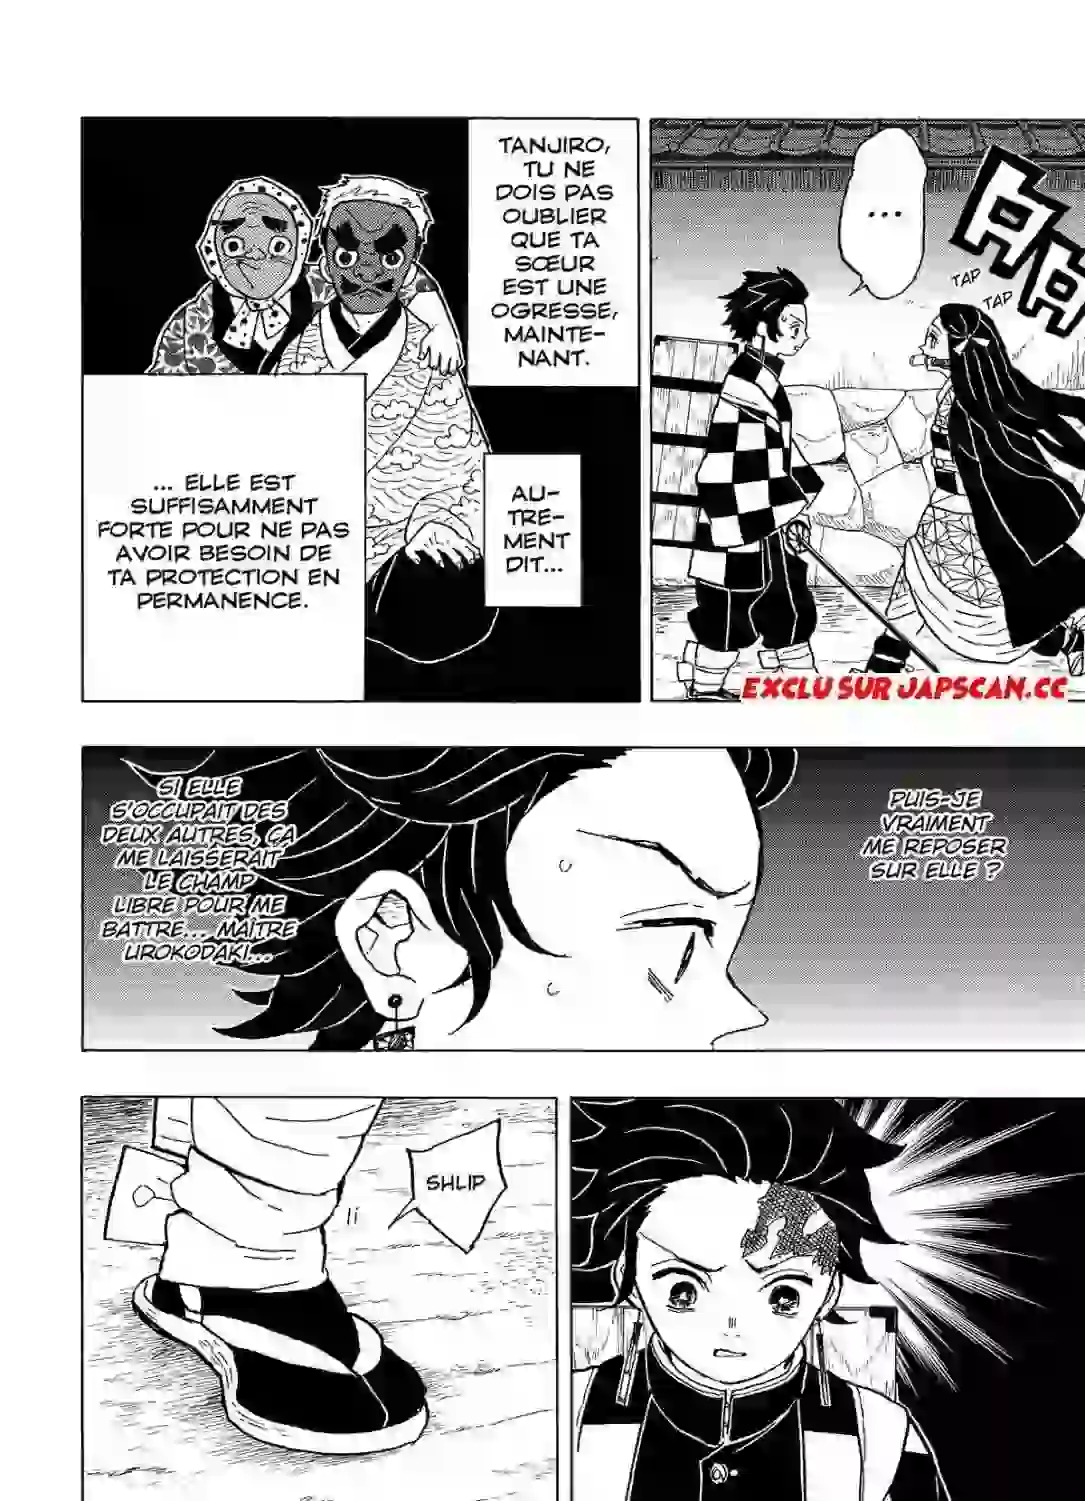 ...
TAP
TAP
TANJIRO,
TU NE
DOIS PAS
OUBLIER
QUE TA
SŒUR
EST UNE
OGRESSE,
MAINTE-
NANT.
AU-
TRE-
MENT
DIT...
... ELLE EST
SUFFISAMMENT
FORTE POUR NE PAS
AVOIR BESOIN DE
TA PROTECTION EN
PERMANENCE.
EXCLU SUR JAPSCAN.CC
PUIS-JE
VRAIMENT
ME REPOSER
SUR ELLE ?
SI ELLE
S'OCCUPAIT DES
DEUX AUTRES, ÇA
ME LAISSERAIT
LE CHAMP
LIBRE POUR ME
BATTRE... MAÎTRE
UROKODAKI...
SHLIP